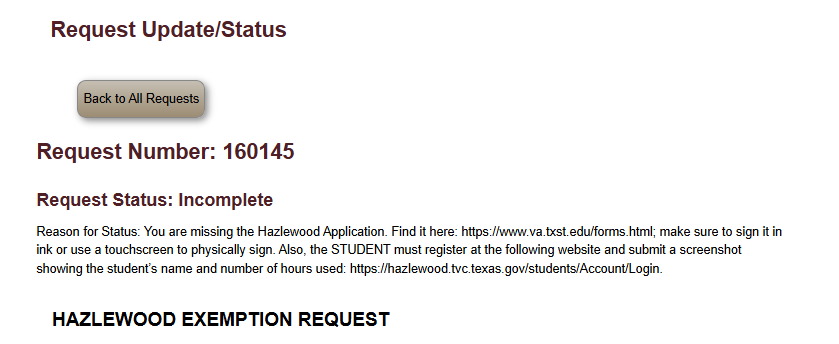 Request Update/Status
Back to All Requests
Request Number: 160145
Request Status: Incomplete
Reason for Status: You are missing the Hazlewood Application. Find it here: https://www.va.txst.edu/forms.html; make sure to sign it in
ink or use a touchscreen to physically sign. Also, the STUDENT must register at the following website and submit a screenshot
showing the student’s name and number of hours used: https://hazlewood.tvc.texas.gov/students/Account/Login.
HAZLEWOOD EXEMPTION REQUEST